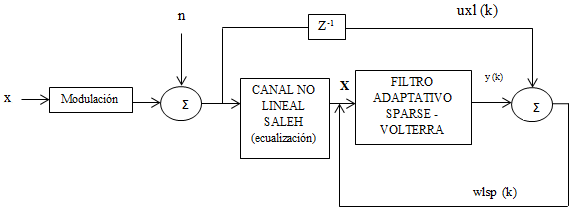 uxl (k)
n
Z-1
x
Modulación
Σ
CANAL NO
LINEAL
SALEH
(ecualización)
X
FILTRO
ADAPTATIVO
SPARSE -
VOLTERRA
y (k)
Σ
wlsp (k)